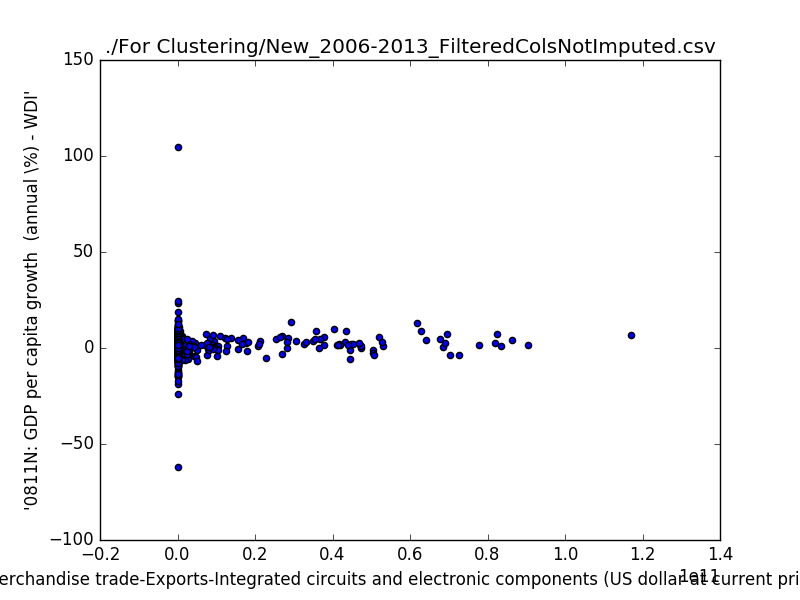 ./For Clustering/New_2006-2013_FilteredColsNotImputed.csv
150
100
50
0
−50
−100
'0811N: GDP per capita growth  (annual \%) - WDI'
−0.2 0.0 0.2 0.4 0.6 0.8 1.0 1.2 1.4
1e11
erchandise trade-Exports-Integrated circuits and electronic components (US dollar at current pri